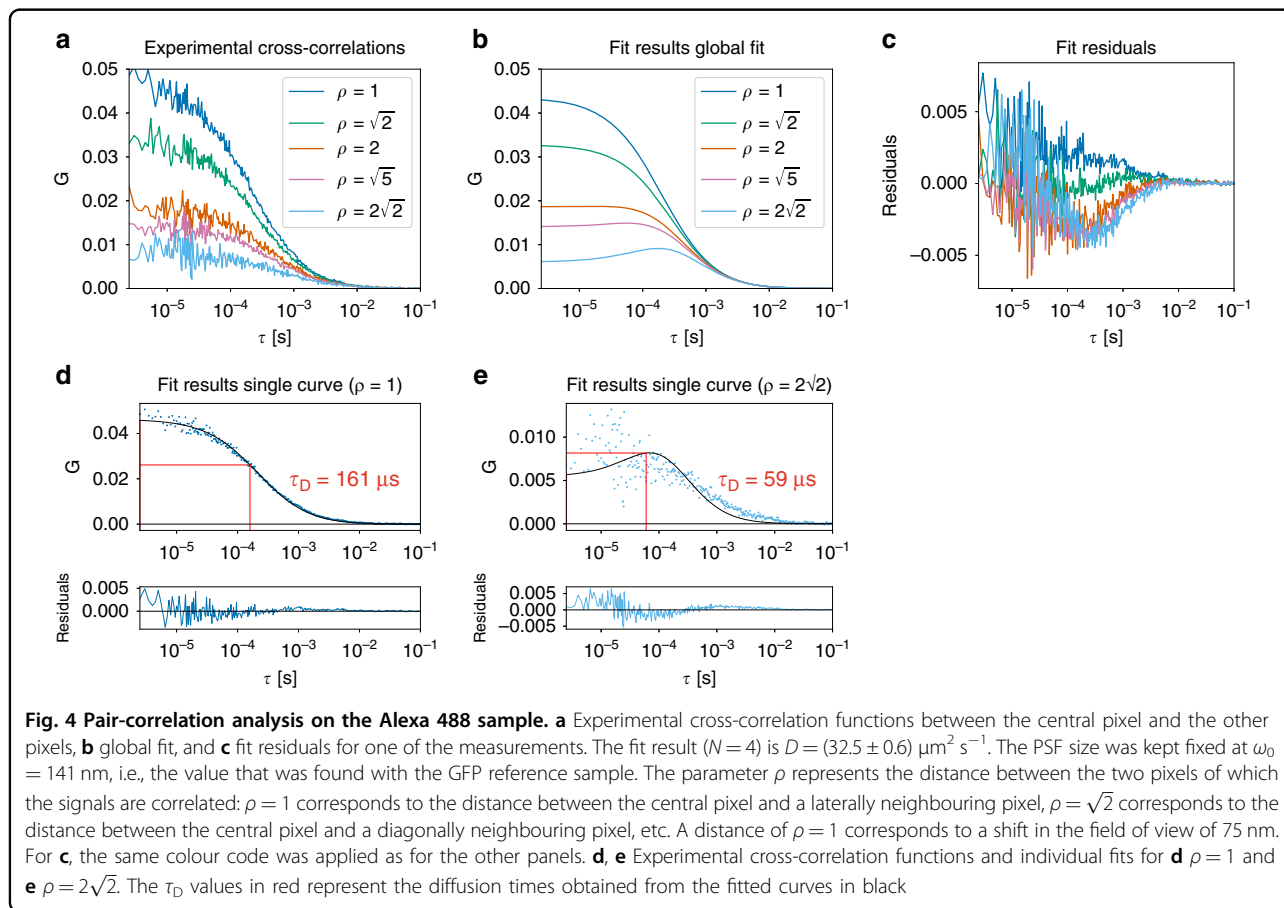 a Experimental cross-correlations
0.05
0.04
0.03
0.02
0.01
0.00
G
ρ = 1
ρ = √2
ρ = 2
ρ = √5
ρ = 2√2
10⁻⁵ 10⁻⁴ 10⁻³ 10⁻² 10⁻¹
τ [s]
b Fit results global fit
0.05
0.04
0.03
0.02
0.01
0.00
G
ρ = 1
ρ = √2
ρ = 2
ρ = √5
ρ = 2√2
10⁻⁵ 10⁻⁴ 10⁻³ 10⁻² 10⁻¹
τ [s]
c Fit residuals
0.005
0.000
−0.005
Residuals
10⁻⁵ 10⁻⁴ 10⁻³ 10⁻² 10⁻¹
τ [s]
d Fit results single curve (ρ = 1)
0.04
0.02
0.00
G
τD = 161 µs
10⁻⁵ 10⁻⁴ 10⁻³ 10⁻² 10⁻¹
0.005
0.000
Residuals
10⁻⁵ 10⁻⁴ 10⁻³ 10⁻² 10⁻¹
τ [s]
e Fit results single curve (ρ = 2√2)
0.010
0.005
0.000
G
τD = 59 µs
10⁻⁵ 10⁻⁴ 10⁻³ 10⁻² 10⁻¹
0.005
0.000
−0.005
Residuals
10⁻⁵ 10⁻⁴ 10⁻³ 10⁻² 10⁻¹
τ [s]
Fig. 4 Pair-correlation analysis on the Alexa 488 sample. a Experimental cross-correlation functions between the central pixel and the other
pixels, b global fit, and c fit residuals for one of the measurements. The fit result (N = 4) is D = (32.5 ± 0.6) µm² s⁻¹. The PSF size was kept fixed at ω₀
= 141 nm, i.e., the value that was found with the GFP reference sample. The parameter ρ represents the distance between the two pixels of which
the signals are correlated: ρ = 1 corresponds to the distance between the central pixel and a laterally neighbouring pixel, ρ = √2 corresponds to the
distance between the central pixel and a diagonally neighbouring pixel, etc. A distance of ρ = 1 corresponds to a shift in the field of view of 75 nm.
For c, the same colour code was applied as for the other panels. d, e Experimental cross-correlation functions and individual fits for d ρ = 1 and
e ρ = 2√2. The τD values in red represent the diffusion times obtained from the fitted curves in black